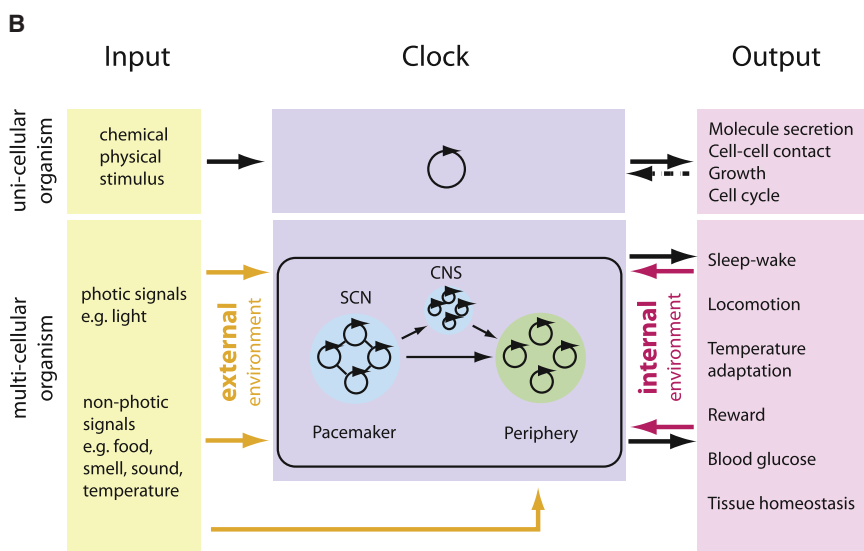 B
Input
Clock
Output
uni-cellular
organism
chemical
physical
stimulus
Molecule secretion
Cell-cell contact
Growth
Cell cycle
multi-cellular
organism
photic signals
e.g. light
non-photic
signals
e.g. food,
smell, sound,
temperature
external
environment
SCN
CNS
Pacemaker
Periphery
internal
environment
Sleep-wake
Locomotion
Temperature
adaptation
Reward
Blood glucose
Tissue homeostasis